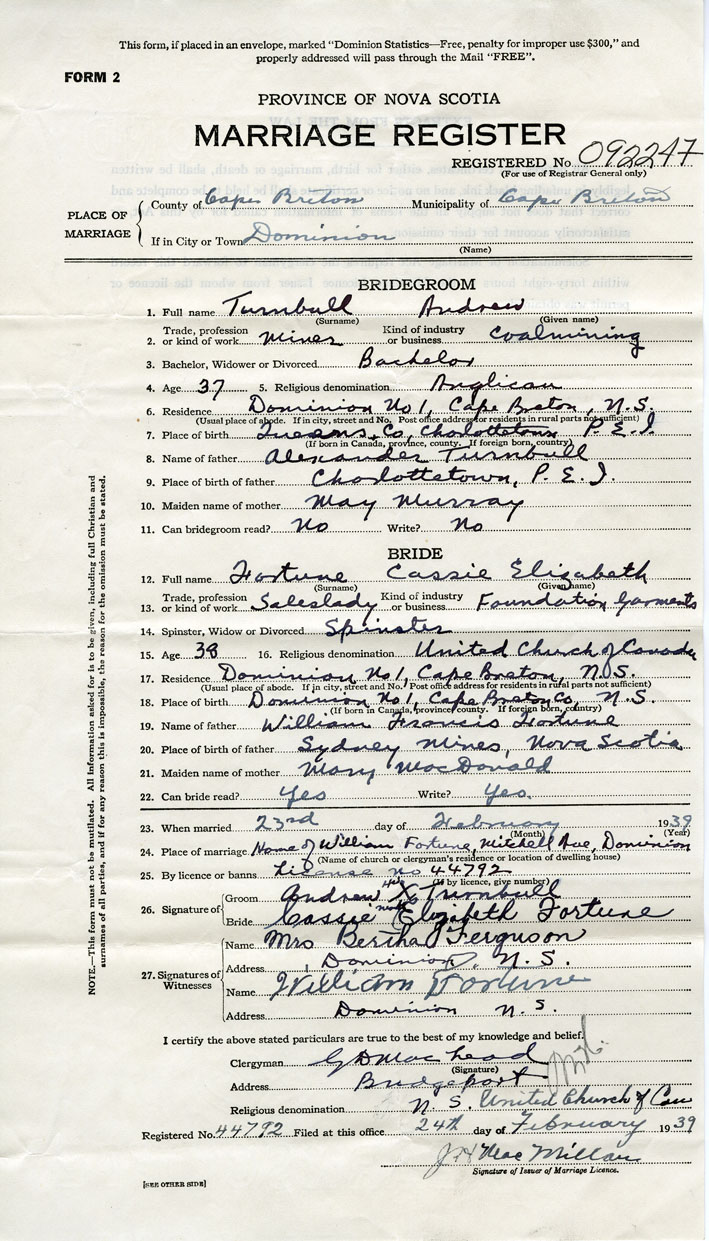 This form, if placed in an envelope, marked "Dominion Statistics—Free, penalty for improper use $300," and
properly addressed will pass through the Mail "FREE".
FORM 2
PROVINCE OF NOVA SCOTIA
MARRIAGE REGISTER
REGISTERED No. 092247
(For use of Registrar General only)
PLACE OF MARRIAGE
County of Cape Breton Municipality of Cape Breton
If in City or Town Dominion
(Name)
BRIDEGROOM
1. Full name Turnbull Andrew
(Surname) (Given name)
2. Trade, profession or kind of work Miner Kind of industry or business Coalmining
3. Bachelor, Widower or Divorced Bachelor
4. Age 37 5. Religious denomination Anglican
6. Residence Dominion No 1, Cape Breton, N.S.
(Usual place of abode. If in city, street and No. Post office address for residents in rural parts not sufficient)
7. Place of birth Queens Co. Charlottetown P.E.I.
(If born in Canada, province, county. If foreign born, country)
8. Name of father Alexander Turnbull
9. Place of birth of father Charlottetown, P.E.I.
10. Maiden name of mother May Murray
11. Can bridegroom read? No Write? No
BRIDE
12. Full name Fortune Cassie Elizabeth
(Surname) (Given name)
13. Trade, profession or kind of work Saleslady Kind of industry or business Foundation Garments
14. Spinster, Widow or Divorced Spinster
15. Age 38 16. Religious denomination United Church of Canada
17. Residence Dominion No 1, Cape Breton, N.S.
(Usual place of abode. If in city, street and No. Post office address for residents in rural parts not sufficient)
18. Place of birth Dominion No 1, Cape Breton Co, N.S.
(If born in Canada, province, county. If foreign born, country)
19. Name of father William Francis Fortune
20. Place of birth of father Sydney Mines, Nova Scotia
21. Maiden name of mother Mary MacDonald
22. Can bride read? Yes Write? Yes.
23. When married 23rd day of February 1939
(Month) (Year)
24. Place of marriage Home of William Fortune, Mitchell Ave, Dominion
(Name of church or clergyman's residence or location of dwelling house)
25. By licence or banns License no 44792
(If by licence, give number)
26. Signature of
Groom Andrew his X mark Turnbull
Bride Cassie Elizabeth Fortune
27. Signatures of Witnesses
Name Mrs Bertha Ferguson
Address Dominion, N.S.
Name William Fortune
Address Dominion N.S.
I certify the above stated particulars are true to the best of my knowledge and belief.
Clergyman
(Signature)
Address Bridgeport
N.S.
Religious denomination United Church of Can
Registered No. 44792 Filed at this office 24th day of February 1939
MacMillan
Signature of Issuer of Marriage Licence.
[SEE OTHER SIDE]
NOTE.—This form must not be mutilated. All information asked for is to be given, including full Christian and
surnames of all parties, and if for any reason this is impossible, the reason for the omission must be stated.